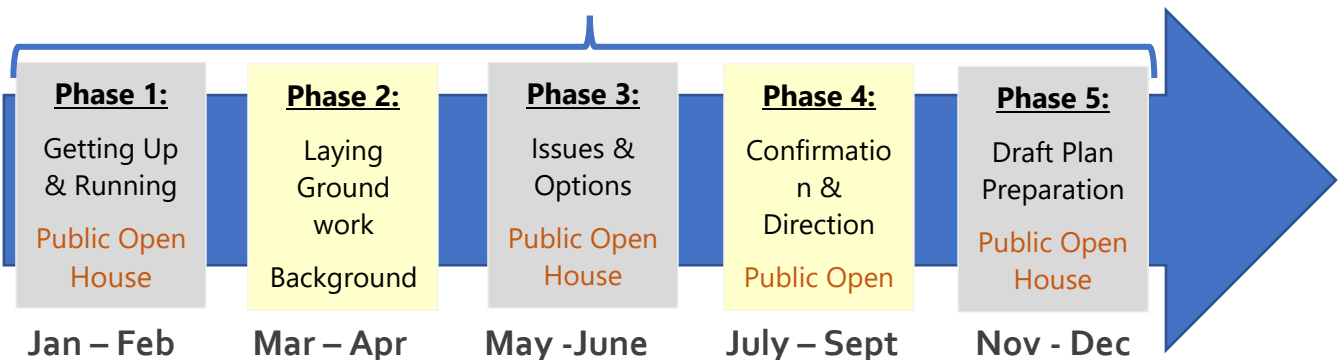 Phase 1:
Getting Up
& Running
Public Open
House
Phase 2:
Laying
Ground
work
Background
Phase 3:
Issues &
Options
Public Open
House
Phase 4:
Confirmatio
n &
Direction
Public Open
Phase 5:
Draft Plan
Preparation
Public Open
House
Jan – Feb
Mar – Apr
May -June
July – Sept
Nov - Dec